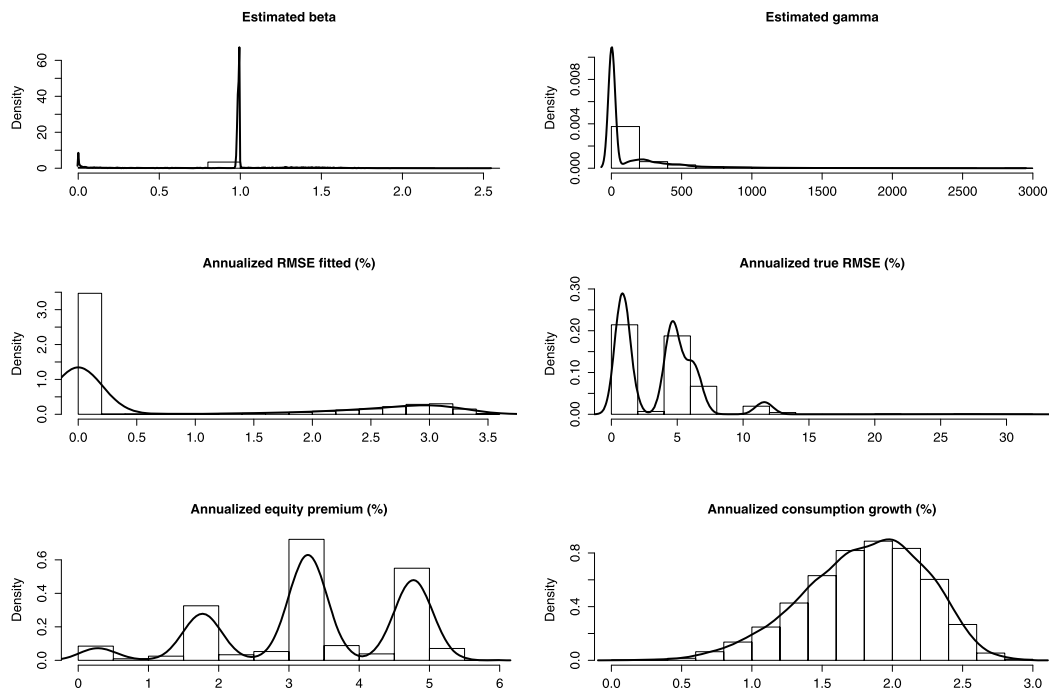 Estimated beta
Density
0 20 40 60
0.0 0.5 1.0 1.5 2.0 2.5
Estimated gamma
Density
0.000 0.004 0.008
0 500 1000 1500 2000 2500 3000
Annualized RMSE fitted (%)
Density
0.0 1.0 2.0 3.0
0.0 0.5 1.0 1.5 2.0 2.5 3.0 3.5
Annualized true RMSE (%)
Density
0.00 0.10 0.20 0.30
0 5 10 15 20 25 30
Annualized equity premium (%)
Density
0.0 0.2 0.4 0.6
0 1 2 3 4 5 6
Annualized consumption growth (%)
Density
0.0 0.4 0.8
0.0 0.5 1.0 1.5 2.0 2.5 3.0